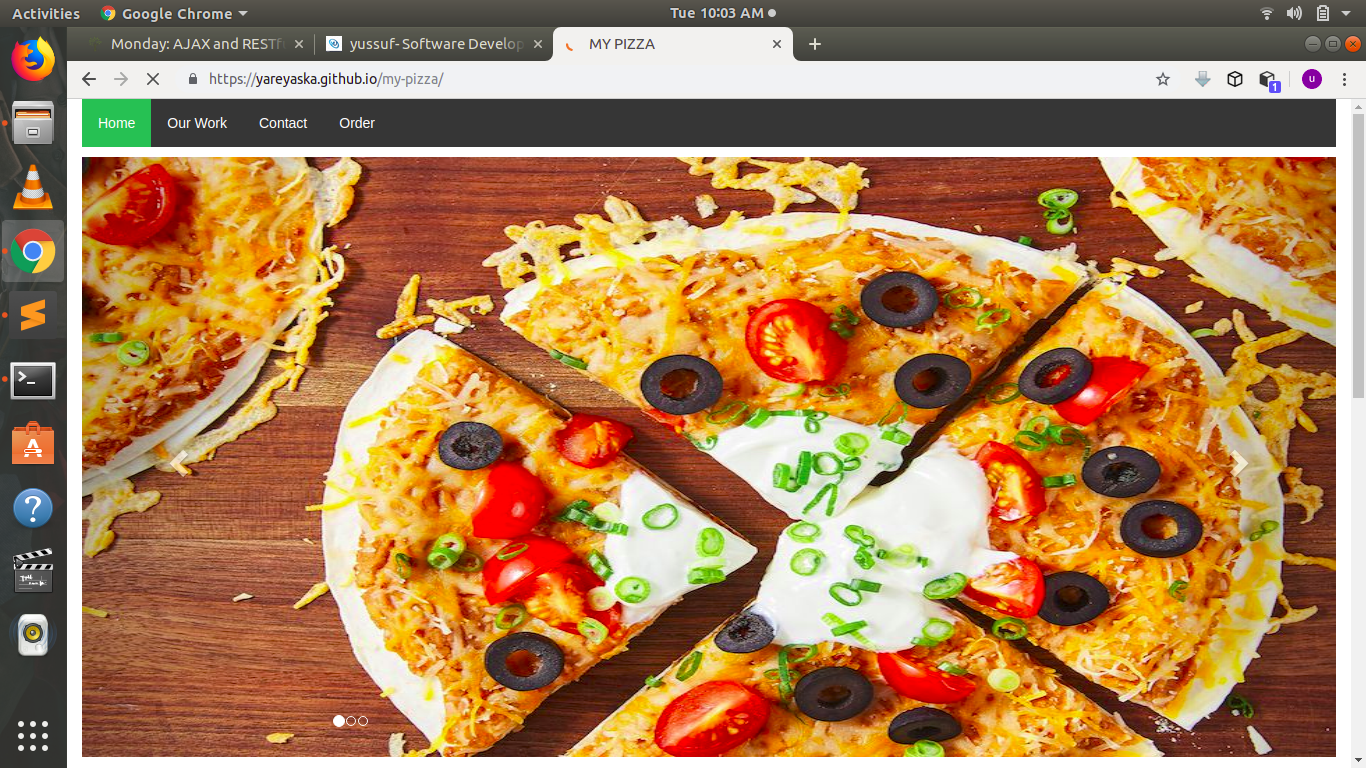 Activities Google Chrome Tue 10:03 AM
Monday: AJAX and RESTf yussuf- Software Develop MY PIZZA
https://yareyaska.github.io/my-pizza/ 1 u
Home Our Work Contact Order